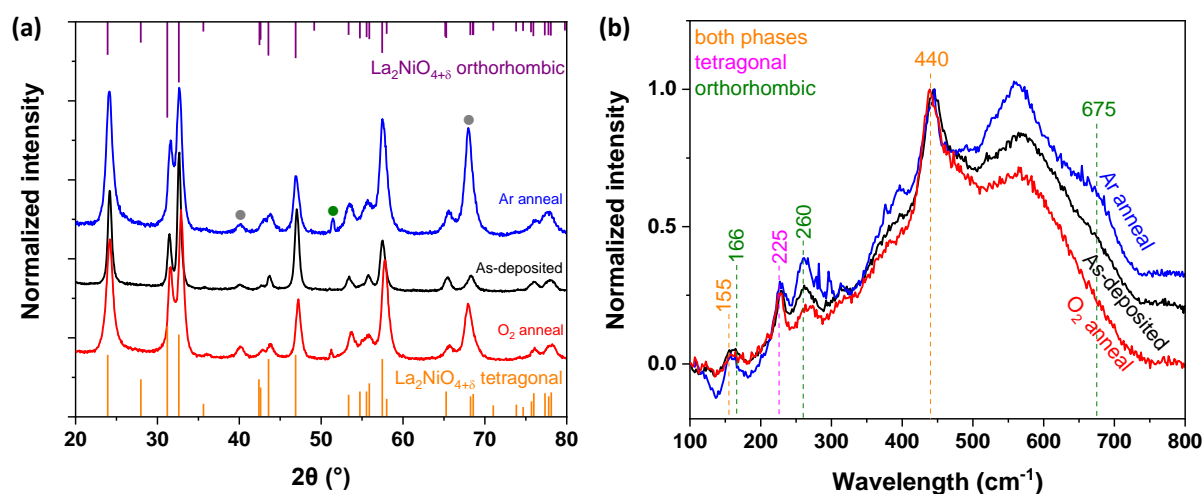 (a)
La2NiO4+δ orthorhombic
Ar anneal
As-deposited
O2 anneal
La2NiO4+δ tetragonal
Normalized intensity
20 30 40 50 60 70 80
2θ (°)
(b)
both phases
tetragonal
orthorhombic
440
675
155
166
225
260
Ar anneal
As-deposited
O2 anneal
Normalized intensity
1.0
0.5
0.0
100 200 300 400 500 600 700 800
Wavelength (cm-1)